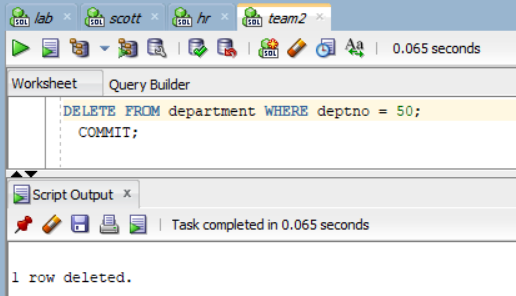 lab scott hr team2
0.065 seconds
Worksheet Query Builder
DELETE FROM department WHERE deptno = 50;
COMMIT;
Script Output x
Task completed in 0.065 seconds
1 row deleted.